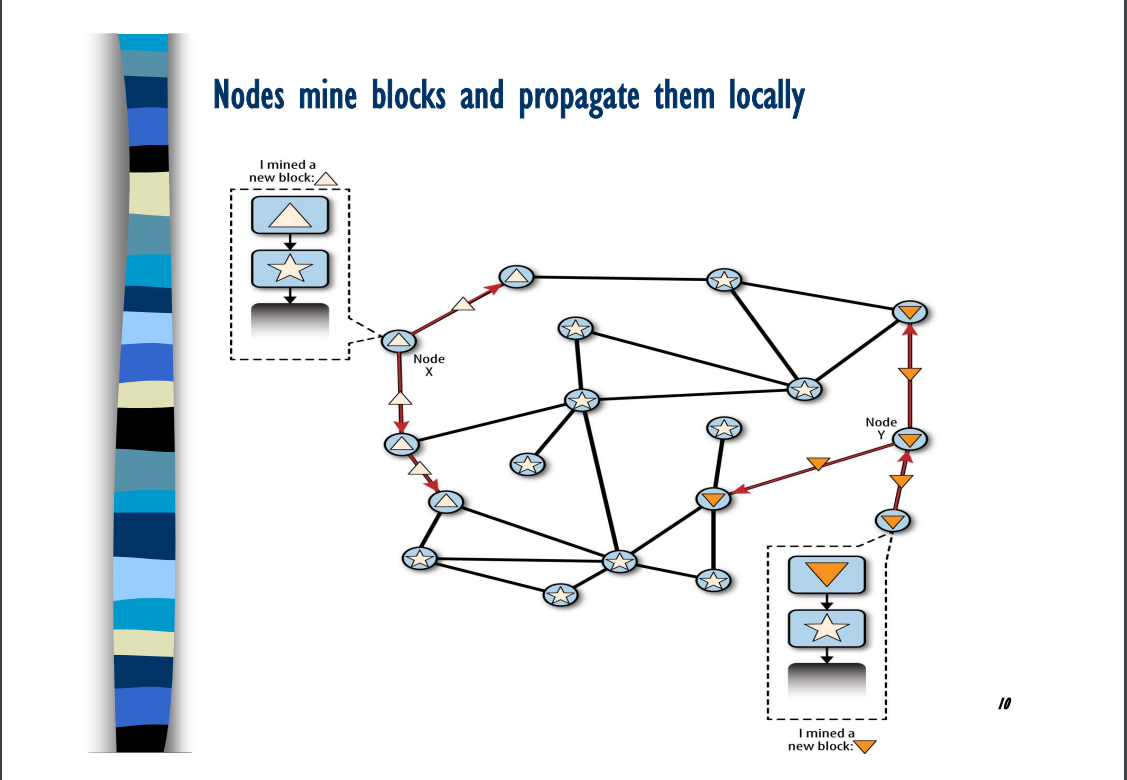 Nodes mine blocks and propagate them locally
I mined a
new block:
Node
X
Node
Y
I mined a
new block:
10